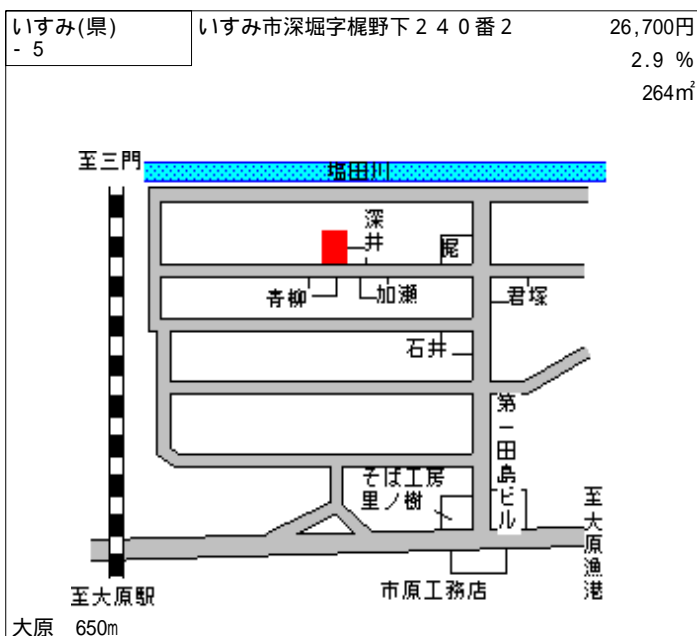 いすみ(県)
- 5
いすみ市深堀字梶野下２４０番２
26,700円
2.9 %
264㎡
至三門
塩田川
深井
梶
青柳
加瀬
君塚
石井
第一田島ビル
そば工房
里ノ樹
至大原漁港
市原工務店
至大原駅
大原 650m